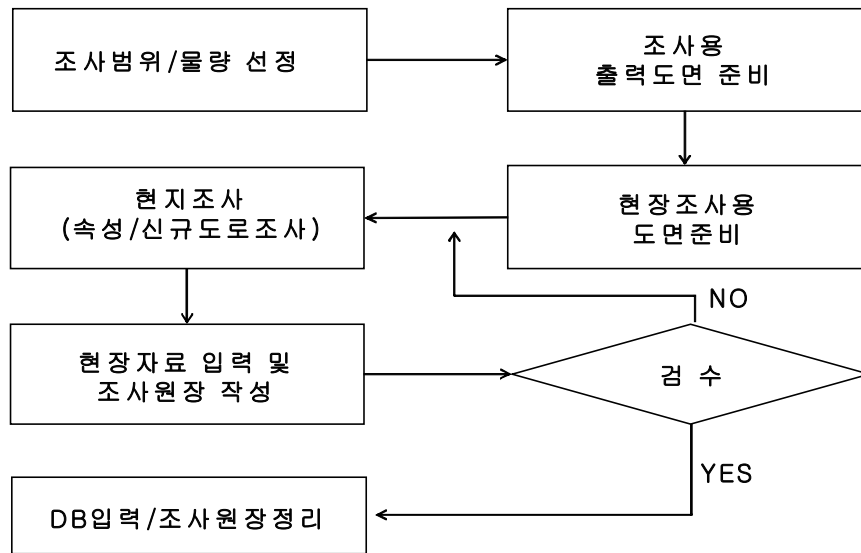 조사범위/물량 선정
조사용
출력도면 준비
현장조사용
도면준비
현지조사
(속성/신규도로조사)
현장자료 입력 및
조사원장 작성
검 수
NO
YES
DB입력/조사원장정리